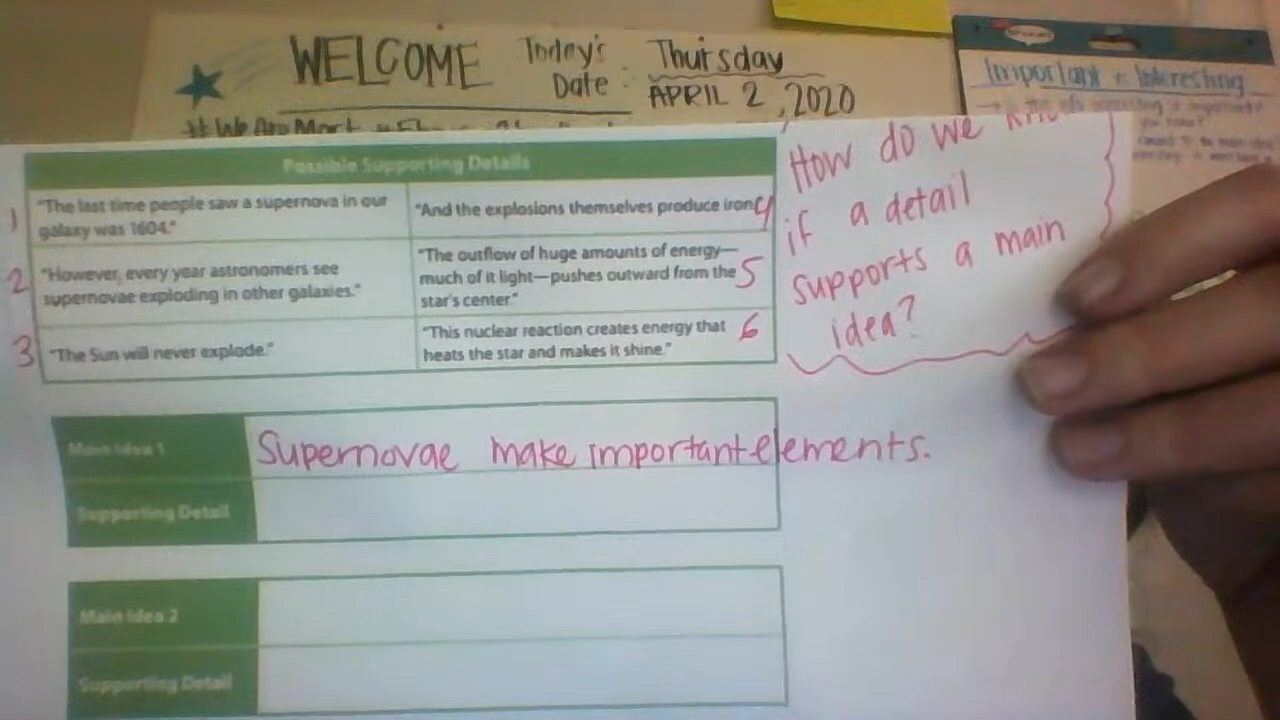 WELCOME Today's Date: Thursday
APRIL 2, 2020
# We Are
Important Interesting
Possible Supporting Details
1 "The last time people saw a supernova in our
galaxy was 1604."
2 "However, every year astronomers see
supernovae exploding in other galaxies."
3 "The Sun will never explode."
"And the explosions themselves produce iron 4
"The outflow of huge amounts of energy—
much of it light—pushes outward from the 5
star's center."
"This nuclear reaction creates energy that 6
heats the star and makes it shine."
How do we
if a detail
supports a main
idea?
Main Idea 1 Supernovae make important elements.
Supporting Detail
Main Idea 2
Supporting Detail